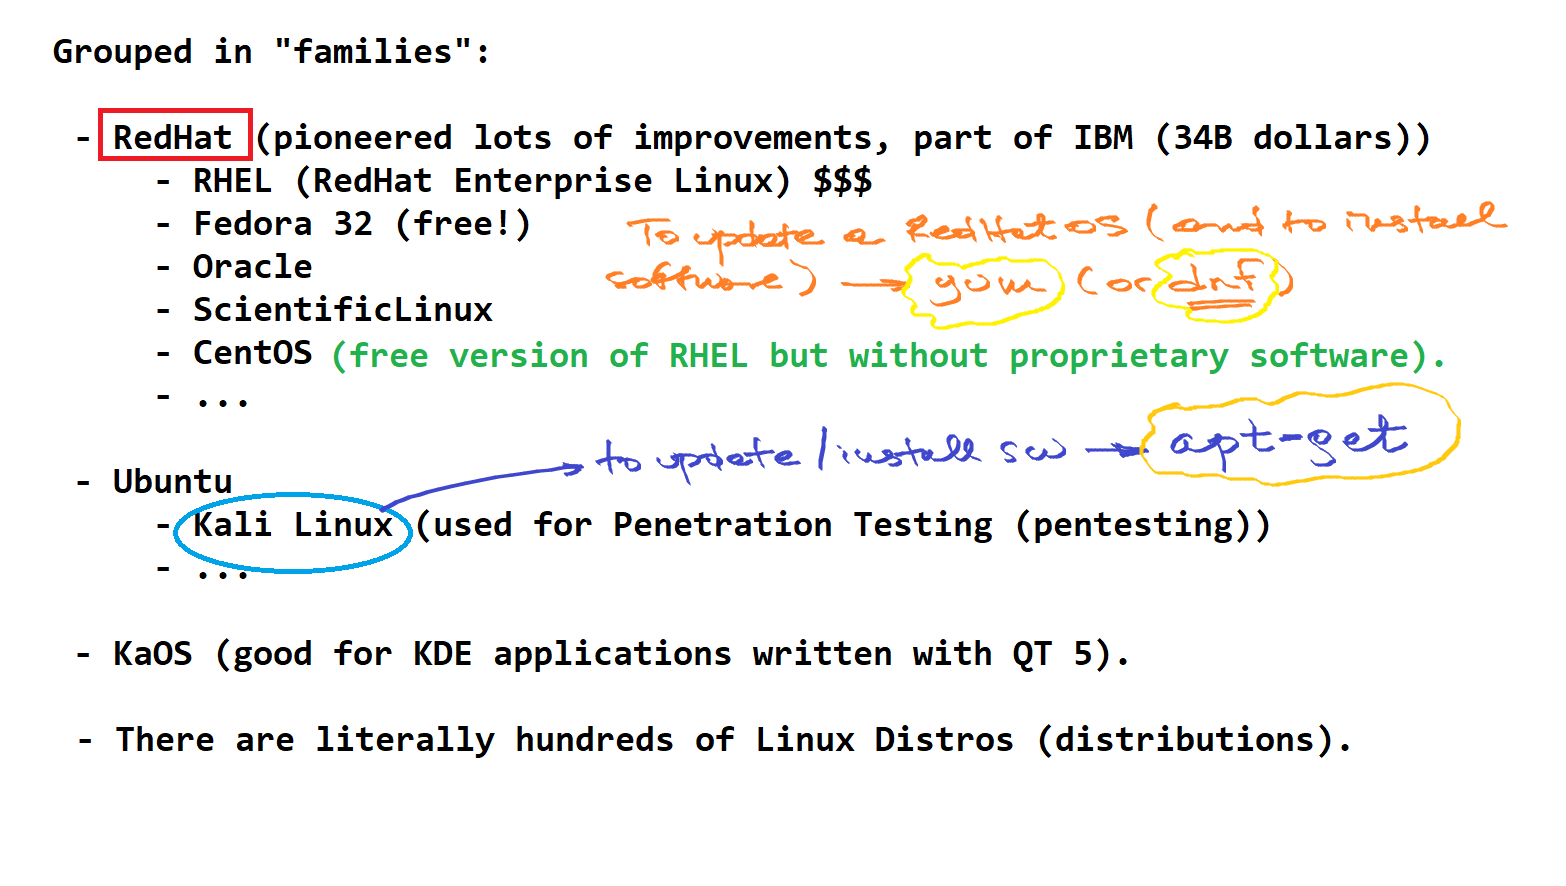 Grouped in "families":
- RedHat (pioneered lots of improvements, part of IBM (34B dollars))
- RHEL (RedHat Enterprise Linux) $$$
- Fedora 32 (free!)
To update a RedHat OS (and to install
- Oracle
software) → yum (or dnf)
- ScientificLinux
- CentOS (free version of RHEL but without proprietary software).
- ...
to update/install sw → apt-get
- Ubuntu
- Kali Linux (used for Penetration Testing (pentesting))
- ...
- KaOS (good for KDE applications written with QT 5).
- There are literally hundreds of Linux Distros (distributions).